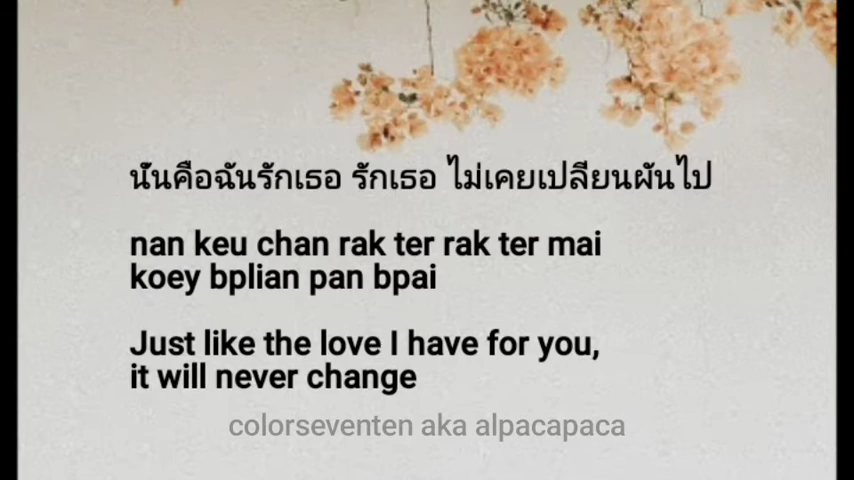 นั่นคือฉันรักเธอ รักเธอ ไม่เคยเปลี่ยนผันไป
nan keu chan rak ter rak ter mai
koey bplian pan bpai
Just like the love I have for you,
it will never change
colorseventen aka alpacapaca